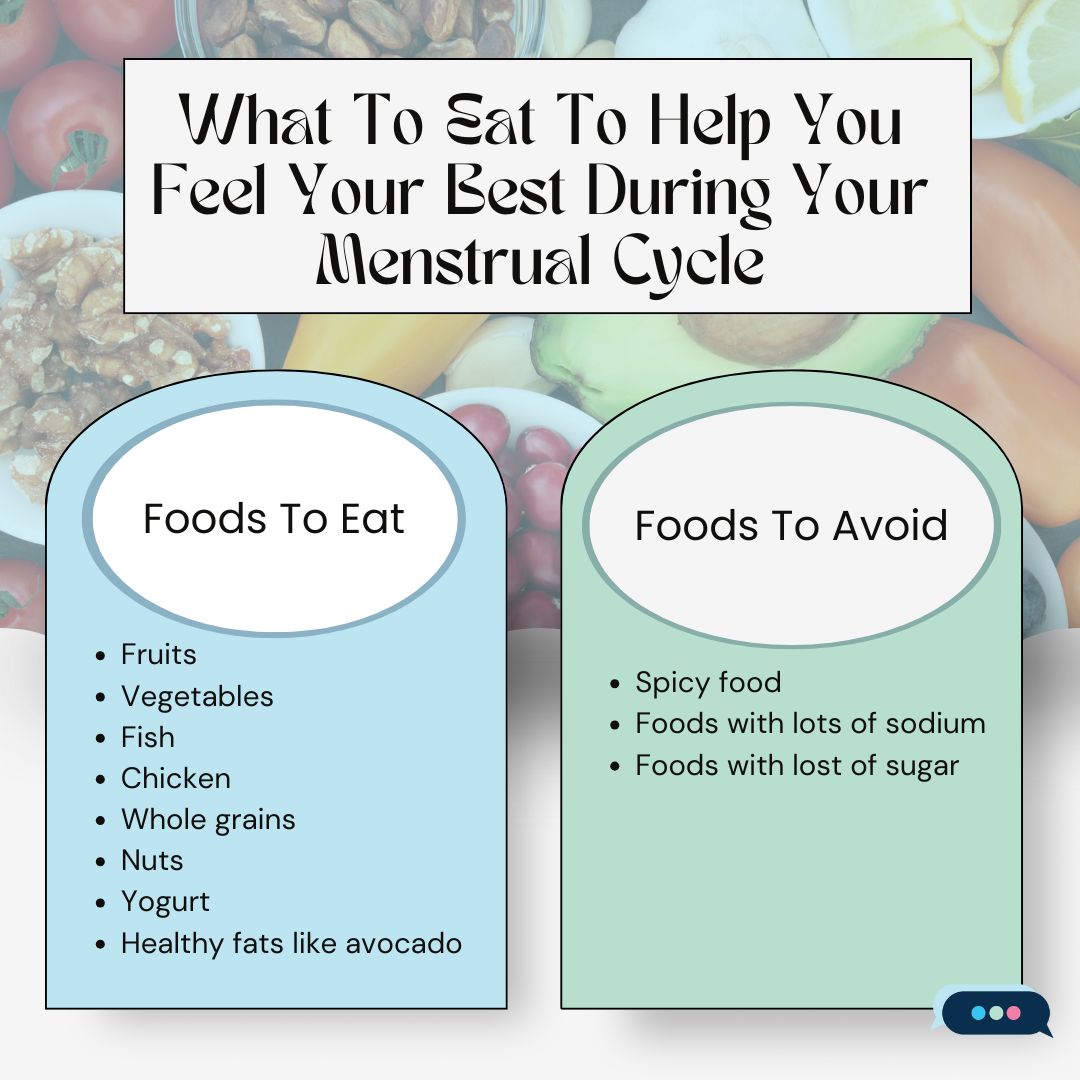 What To Eat To Help You
Feel Your Best During Your
Menstrual Cycle
Foods To Eat
Fruits
Vegetables
Fish
Chicken
Whole grains
Nuts
Yogurt
Healthy fats like avocado
Foods To Avoid
Spicy food
Foods with lots of sodium
Foods with lost of sugar